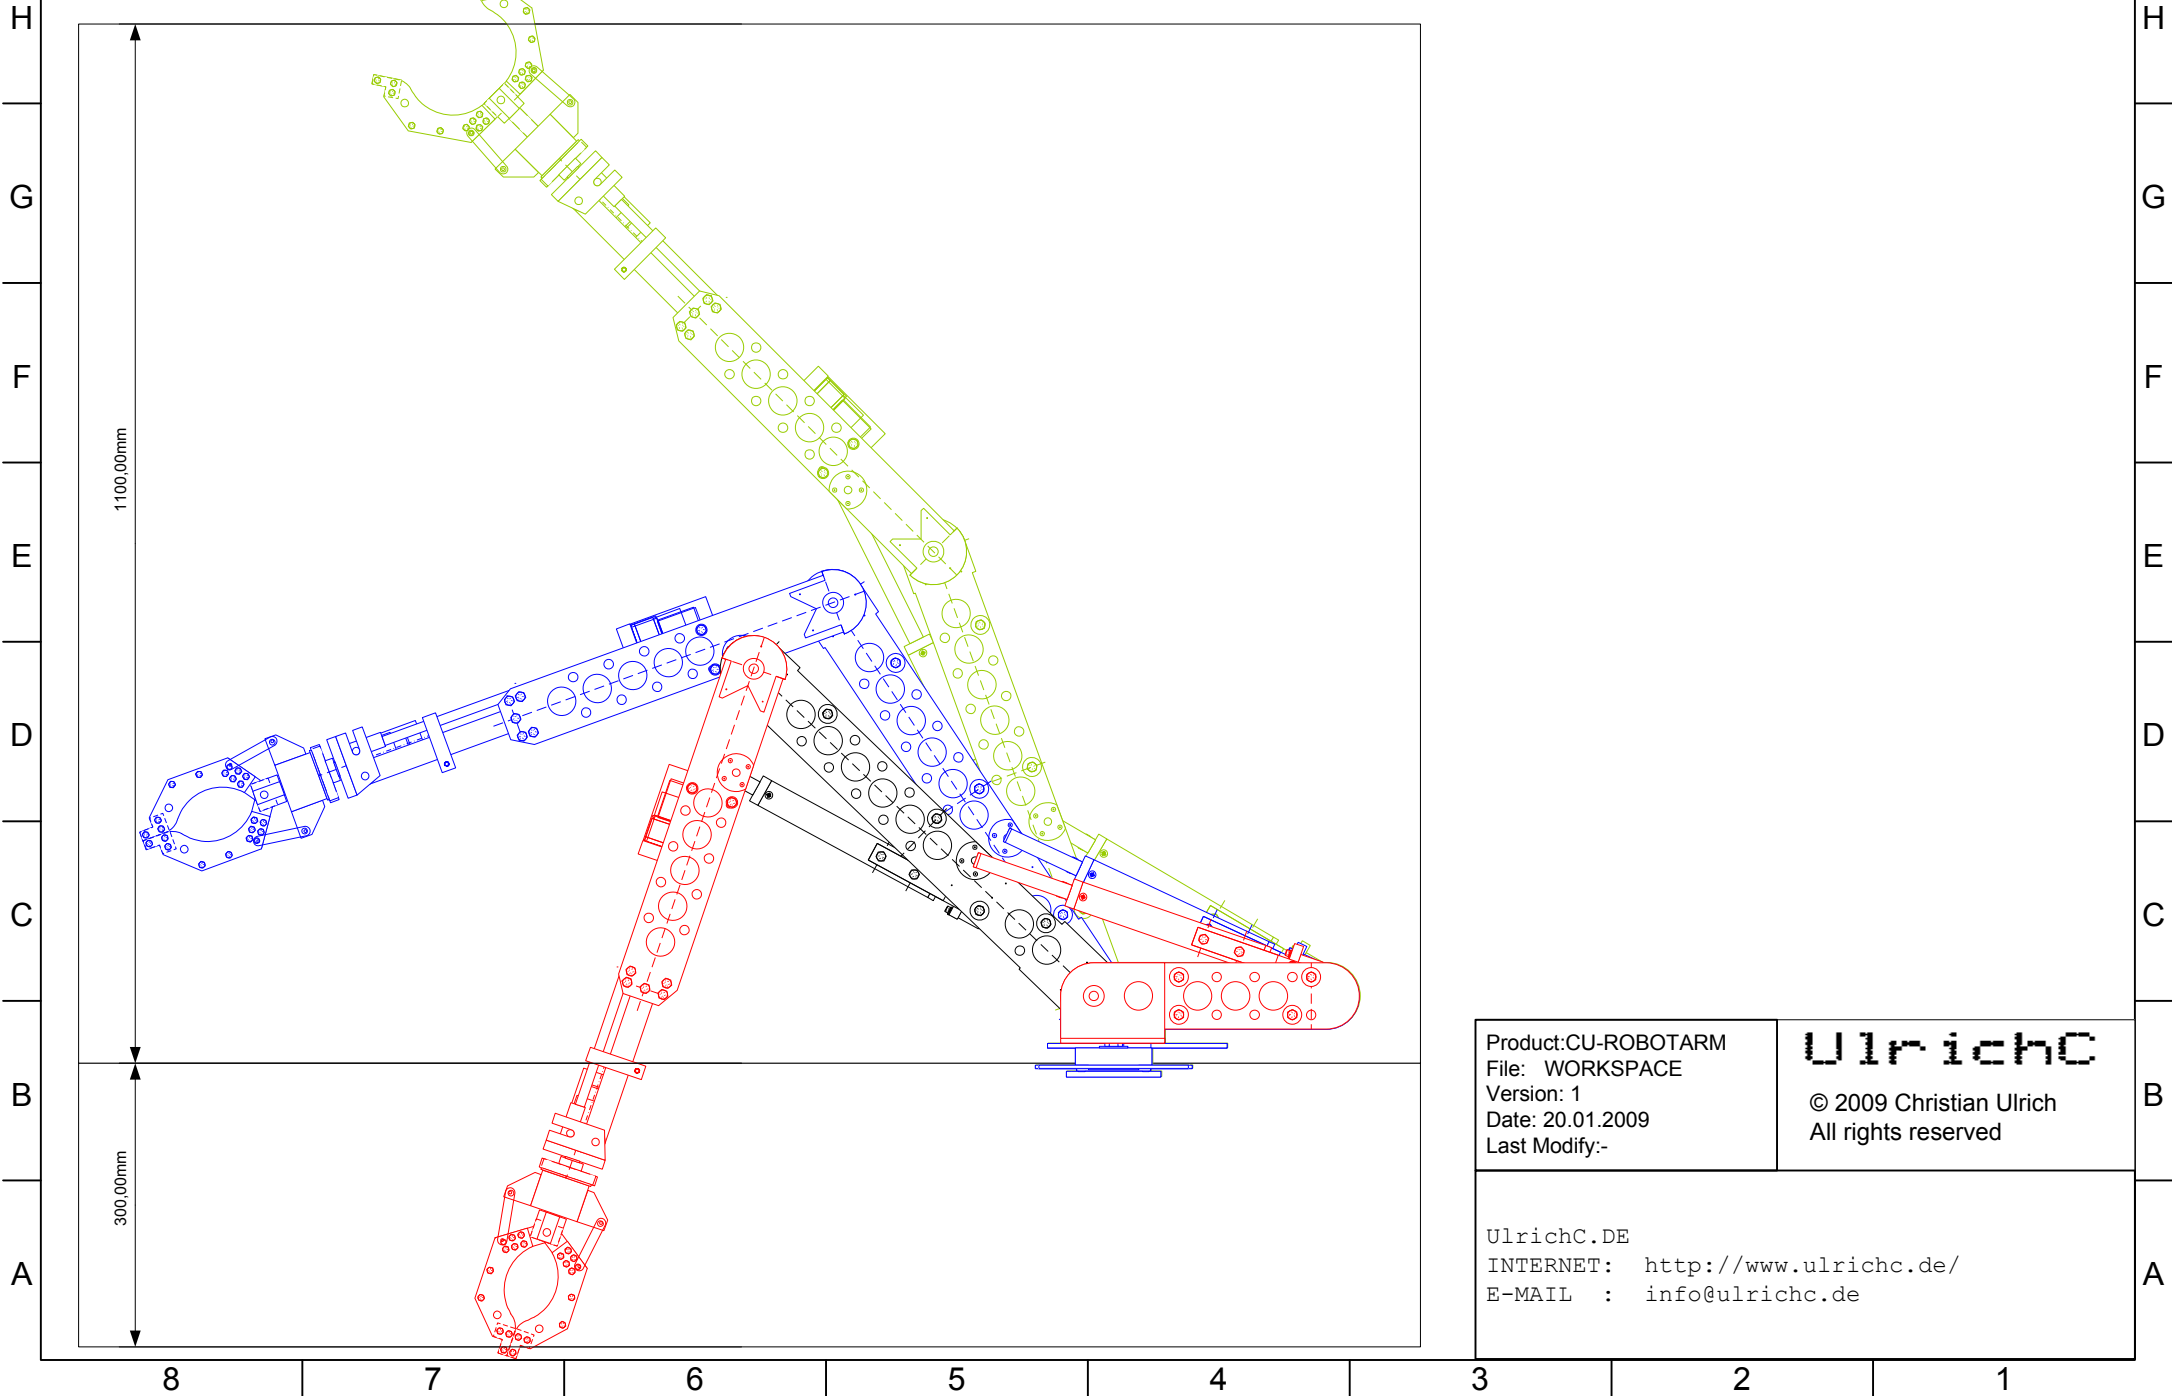 H
H
G
G
1100,00mm
F
F
E
E
D
D
C
C
Product:CU-ROBOTARM
File: WORKSPACE
Version: 1
Date: 20.01.2009
Last Modify:-
UlrichC
© 2009 Christian Ulrich
All rights reserved
B
B
300,00mm
UlrichC.DE
INTERNET: http://www.ulrichc.de/
E-MAIL : info@ulrichc.de
A
A
8 7 6 5 4 3 2 1